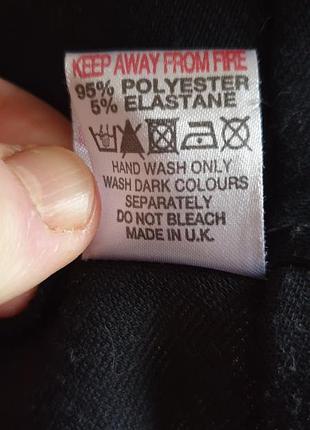 KEEP AWAY FROM FIRE
95% POLYESTER
5% ELASTANE
HAND WASH ONLY
WASH DARK COLOURS
SEPARATELY
DO NOT BLEACH
MADE IN U.K.